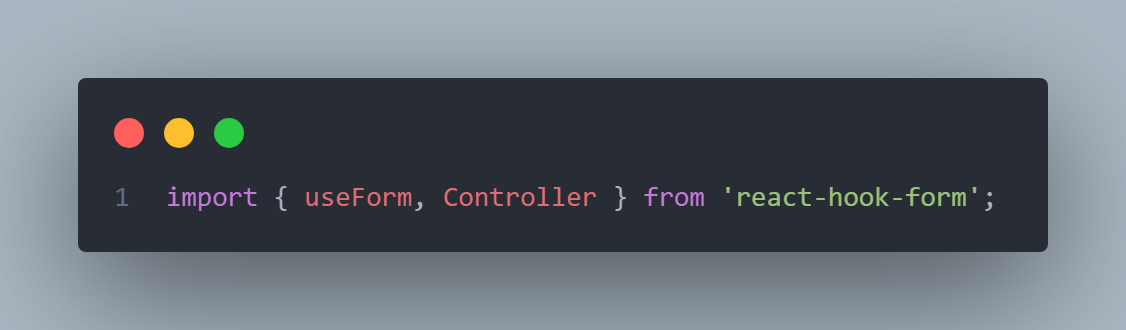 1 import { useForm, Controller } from 'react-hook-form';